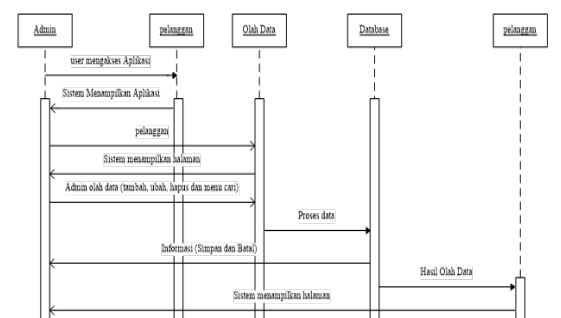 Admin
pelanggan
Olah Data
Database
pelanggan
user mengakses Aplikasi
Sistem Menampilkan Aplikasi
pelanggan
Sistem menampilkan halaman
Admin olah data (tambah, ubah, hapus dan menu cari)
Proses data
Informasi (Simpan dan Batal)
Hasil Olah Data
Sistem menampilkan halaman